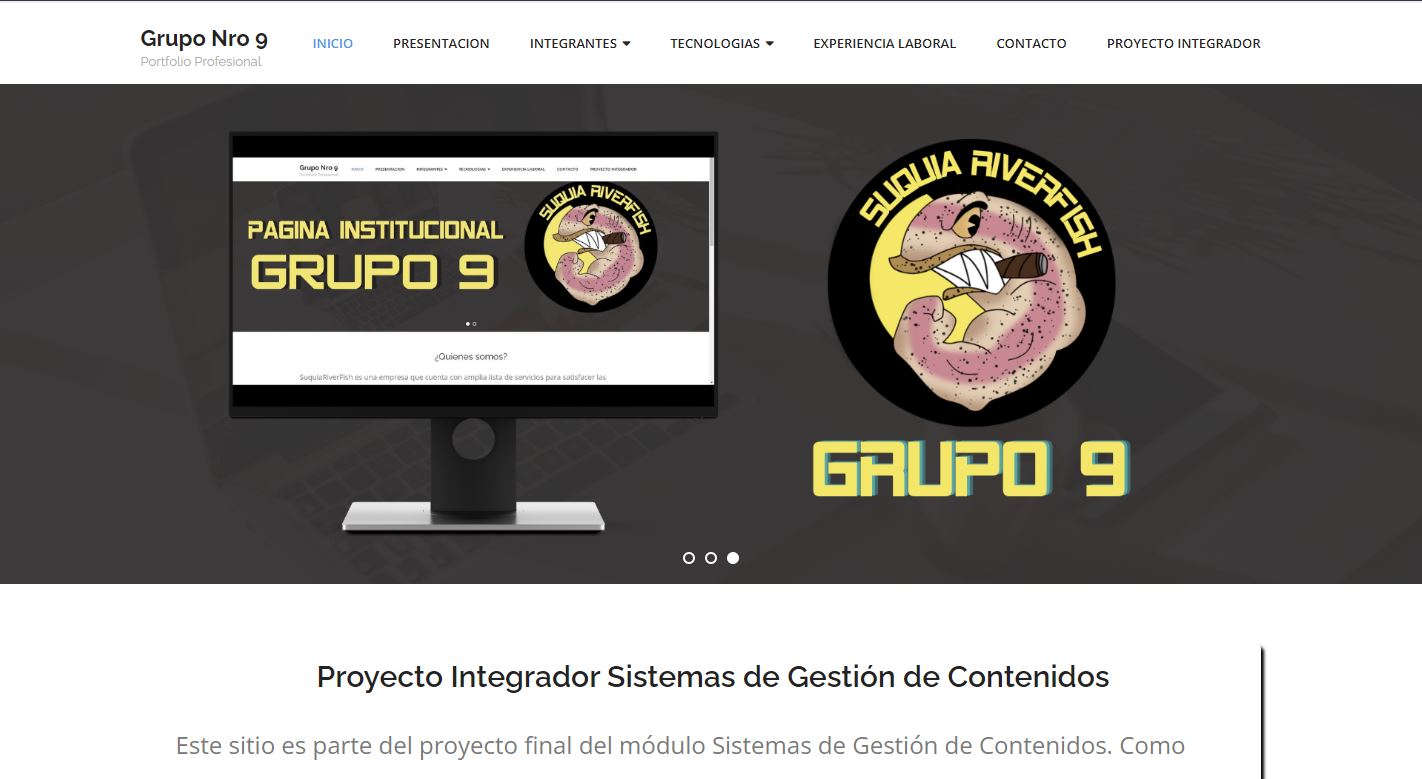 Grupo Nro 9
Portfolio Profesional
INICIO
PRESENTACION
INTEGRANTES
TECNOLOGIAS
EXPERIENCIA LABORAL
CONTACTO
PROYECTO INTEGRADOR
Grupo Nro 9
Portfolio Profesional
INICIO
PRESENTACION
INTEGRANTES
TECNOLOGIAS
EXPERIENCIA LABORAL
CONTACTO
PROYECTO INTEGRADOR
PAGINA INSTITUCIONAL
GRUPO 9
SUQUIA RIVERFISH
¿Quienes somos?
SuquiaRiverFish es una empresa que cuenta con amplia lista de servicios para satisfacer las
SUQUIA RIVERFISH
GRUPO 9
Proyecto Integrador Sistemas de Gestión de Contenidos
Este sitio es parte del proyecto final del módulo Sistemas de Gestión de Contenidos. Como